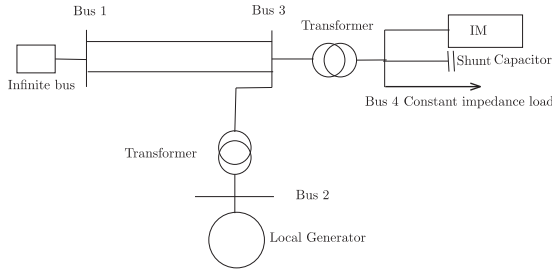 Bus 1
Bus 3
Transformer
IM
Infinite bus
Shunt Capacitor
Bus 4 Constant impedance load
Transformer
Bus 2
Local Generator